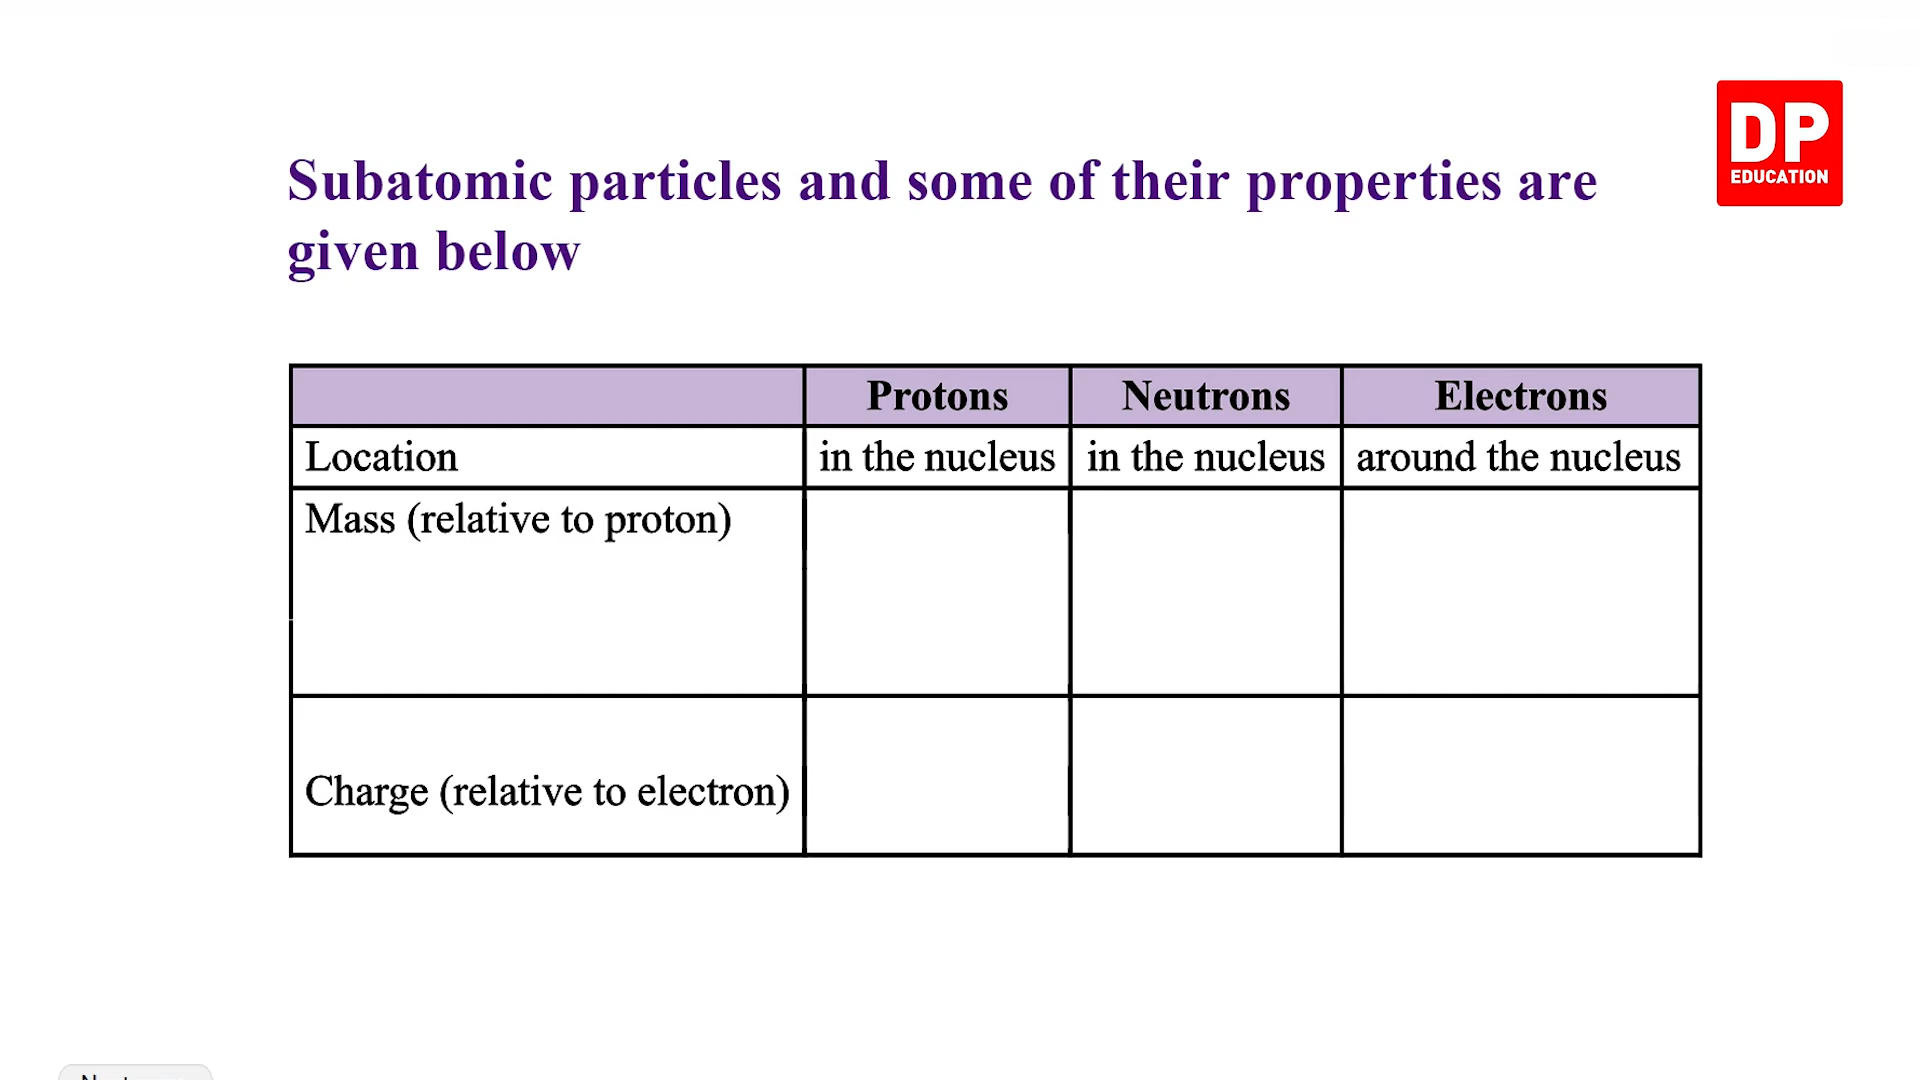 DP
EDUCATION
Subatomic particles and some of their properties are
given below
Protons Neutrons Electrons
Location in the nucleus in the nucleus around the nucleus
Mass (relative to proton)
Charge (relative to electron)